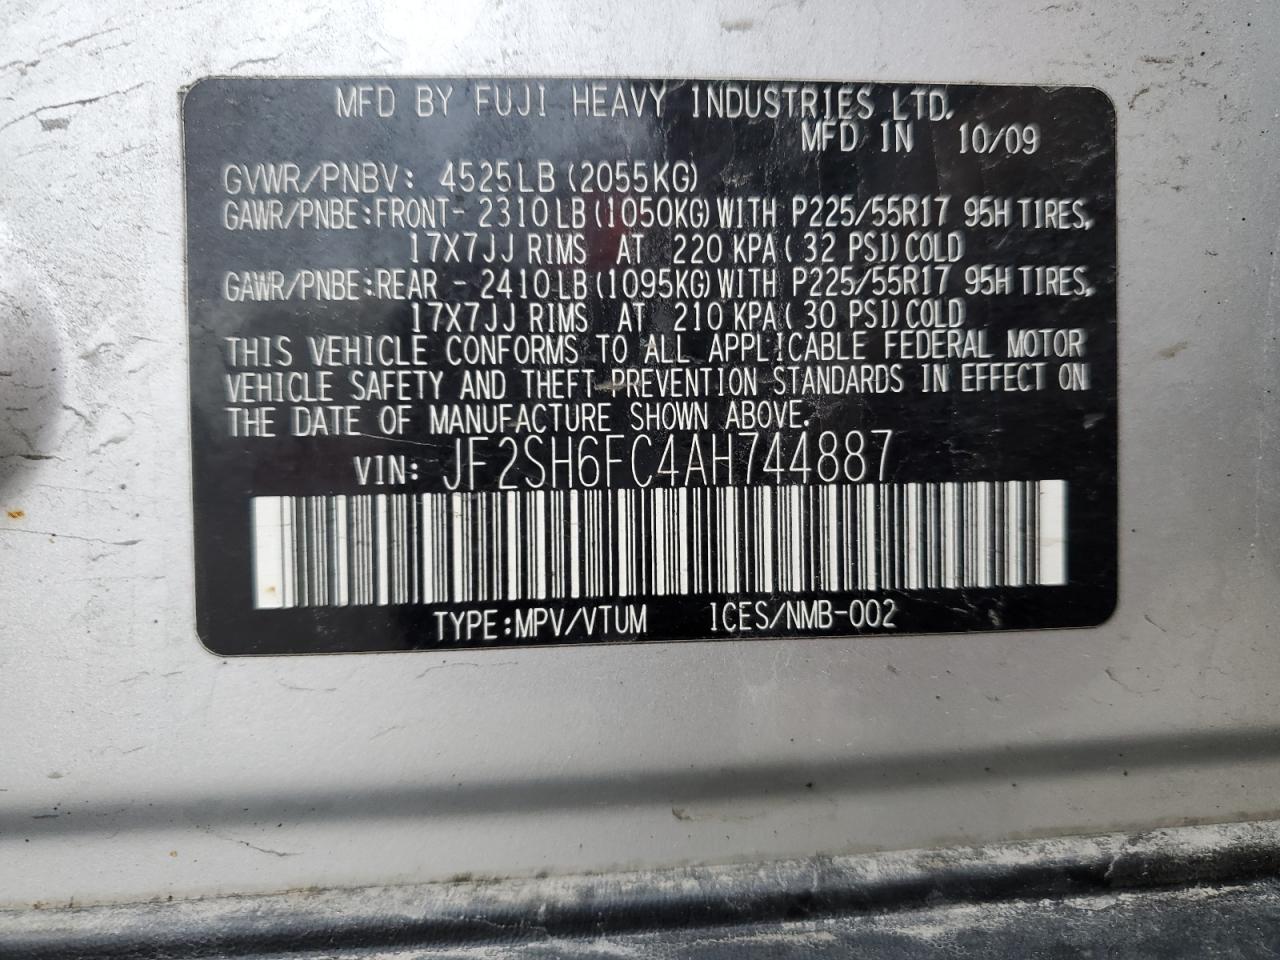 MFD BY FUJI HEAVY INDUSTRIES LTD.
MFD IN 10/09
GVWR/PNBV: 4525LB (2055KG)
GAWR/PNBE:FRONT- 2310LB(1050KG)WITH P225/55R17 95H TIRES,
17X7JJ RIMS AT 220 KPA( 32 PSI)COLD
GAWR/PNBE:REAR - 2410LB(1095KG)WITH P225/55R17 95H TIRES,
17X7JJ RIMS AT 210 KPA( 30 PSI)COLD
THIS VEHICLE CONFORMS TO ALL APPLICABLE FEDERAL MOTOR
VEHICLE SAFETY AND THEFT PREVENTION STANDARDS IN EFFECT ON
THE DATE OF MANUFACTURE SHOWN ABOVE.
VIN: JF2SH6FC4AH744887
TYPE:MPV/VTUM ICES/NMB-002